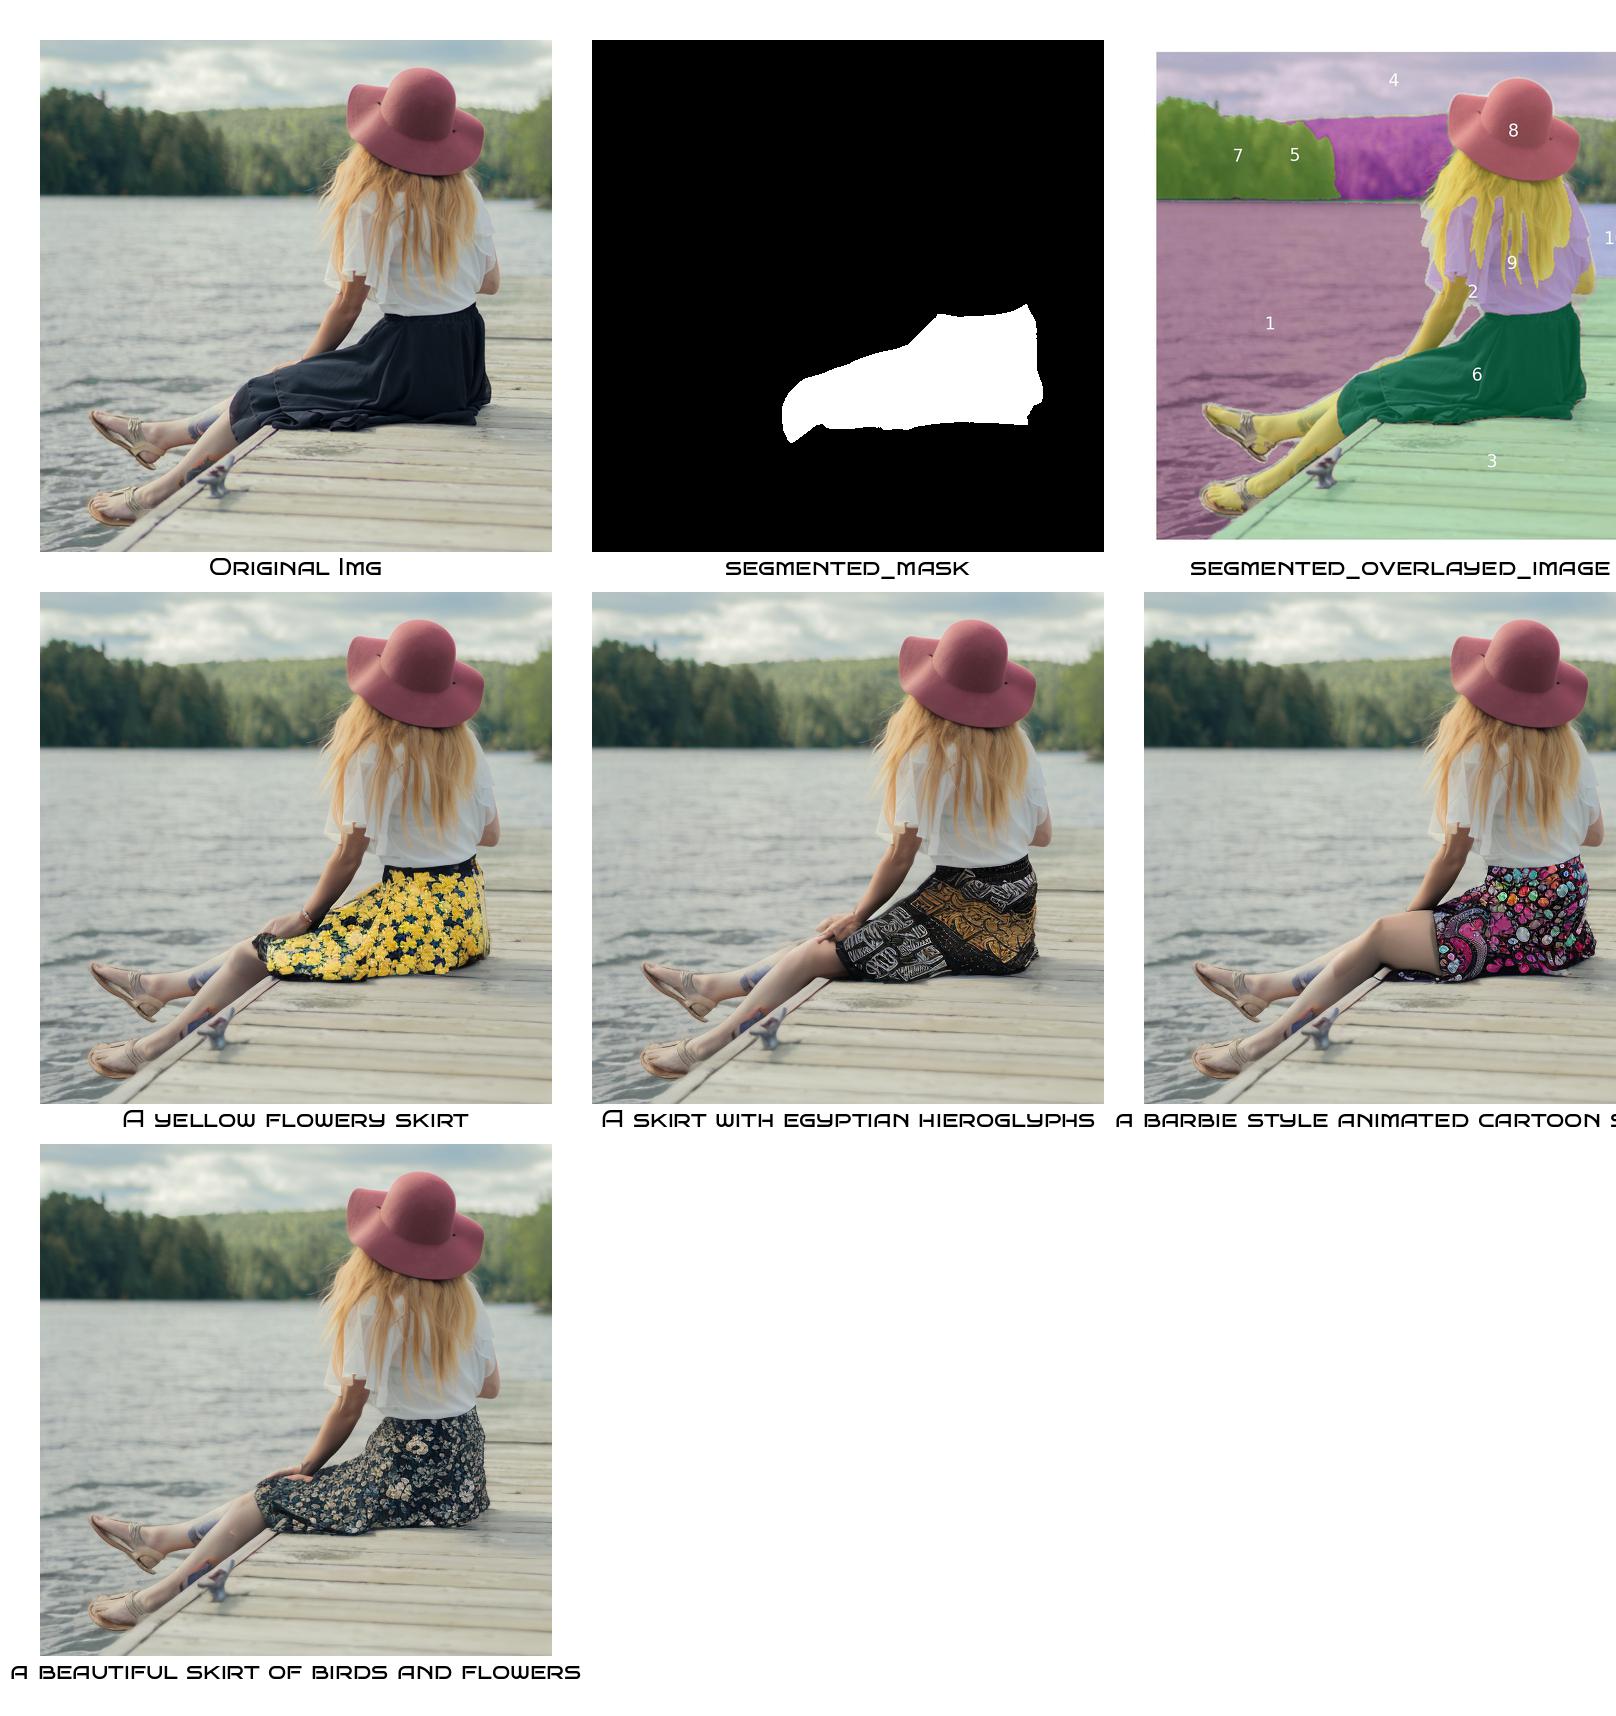 4
8
7 5
1
9
2
1
6
3
Original Img
segmented_mask
segmented_overlayed_image
A yellow flowery skirt
A skirt with egyptian hieroglyphs
a barbie style animated cartoon
a beautiful skirt of birds and flowers